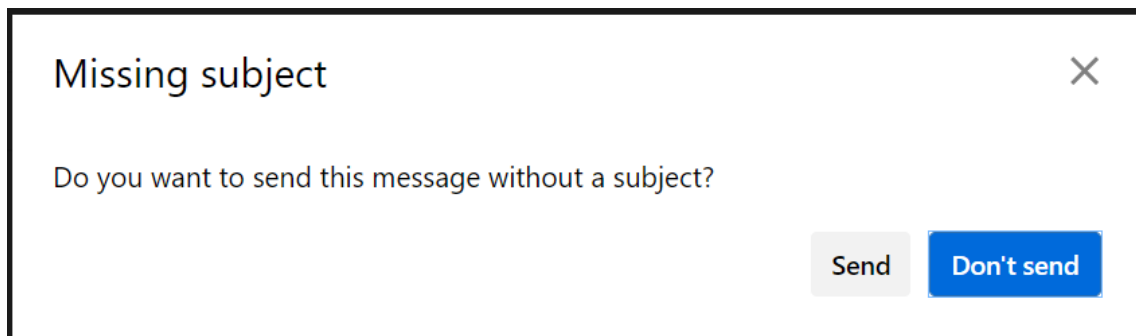 Missing subject
Do you want to send this message without a subject?
Send Don't send